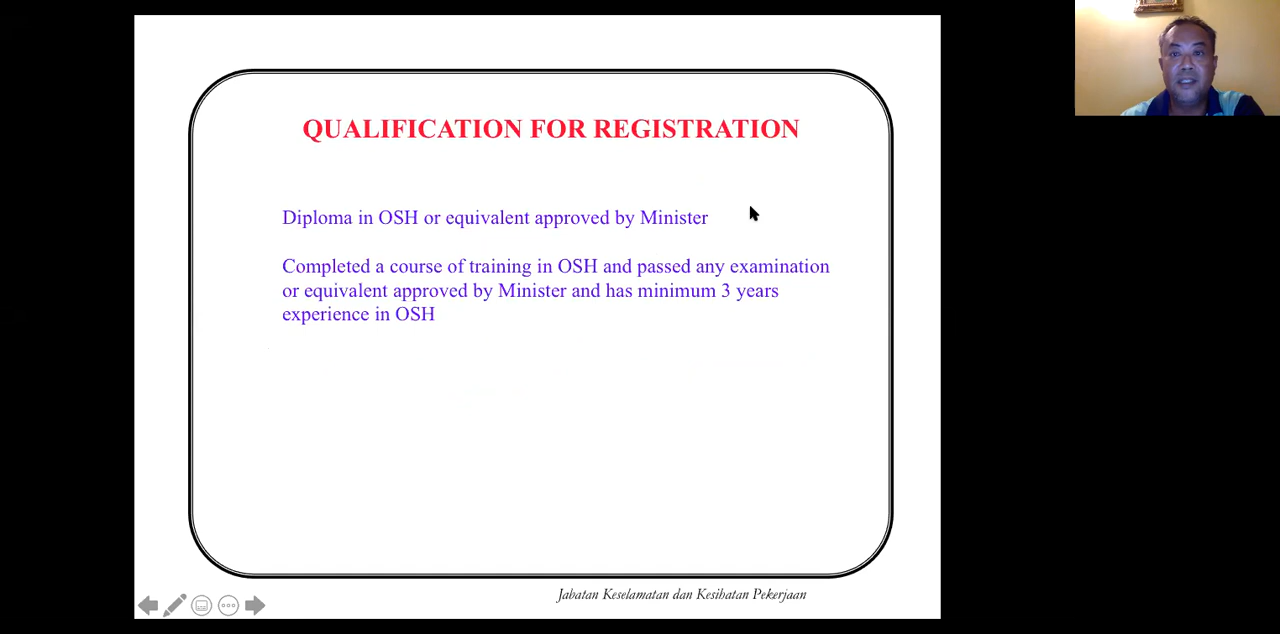 QUALIFICATION FOR REGISTRATION
Diploma in OSH or equivalent approved by Minister
Completed a course of training in OSH and passed any examination
or equivalent approved by Minister and has minimum 3 years
experience in OSH
Jabatan Keselamatan dan Kesihatan Pekerjaan